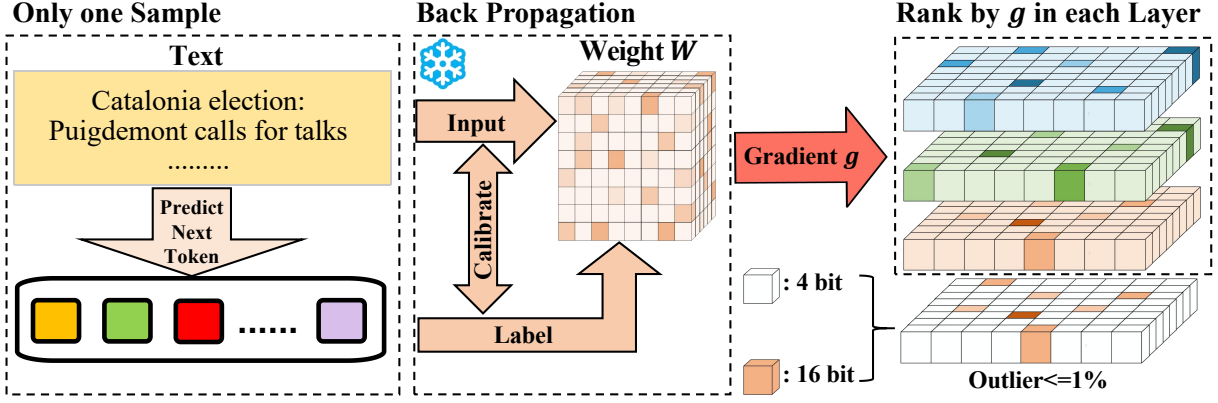 Only one Sample
Text
Catalonia election:
Puigdemont calls for talks
.........
Predict
Next
Token
......
Back Propagation
Weight W
Input
Calibrate
Label
Gradient g
Rank by g in each Layer
: 4 bit
: 16 bit
Outlier<=1%